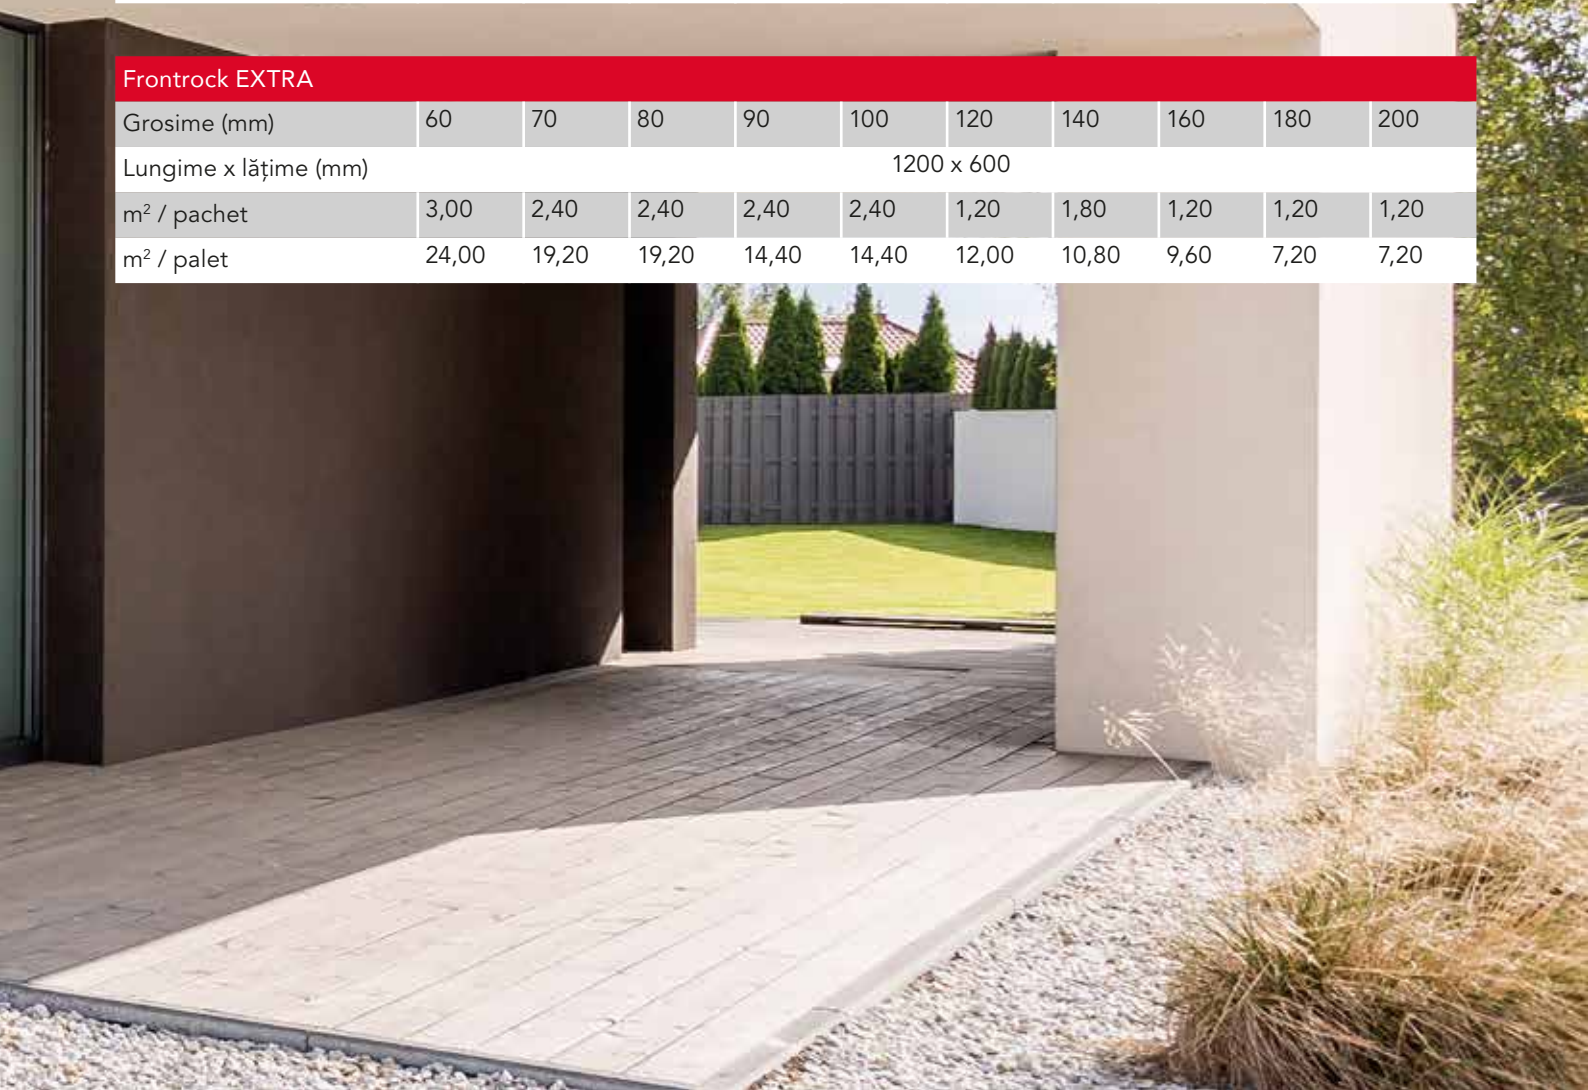 Frontrock EXTRA
Grosime (mm) 60 70 80 90 100 120 140 160 180 200
Lungime x lățime (mm) 1200 x 600
m² / pachet 3,00 2,40 2,40 2,40 2,40 1,20 1,80 1,20 1,20 1,20
m² / palet 24,00 19,20 19,20 14,40 14,40 12,00 10,80 9,60 7,20 7,20